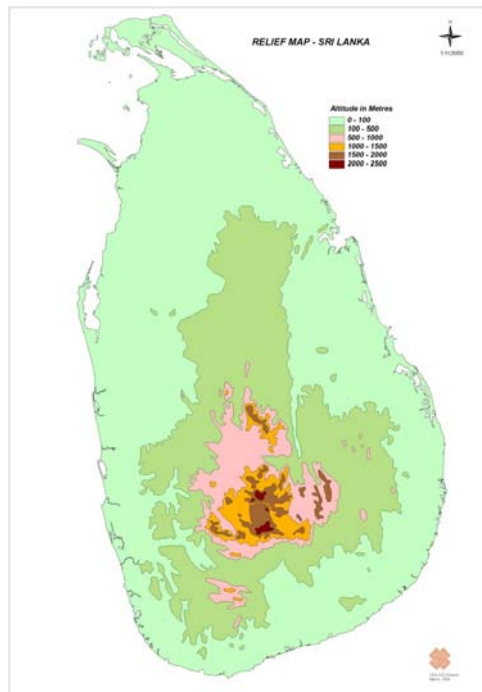 RELIEF MAP - SRI LANKA
N
Altitude in Metres
0 - 100
100 - 500
500 - 1000
1000 - 1500
1500 - 2000
2000 - 2500